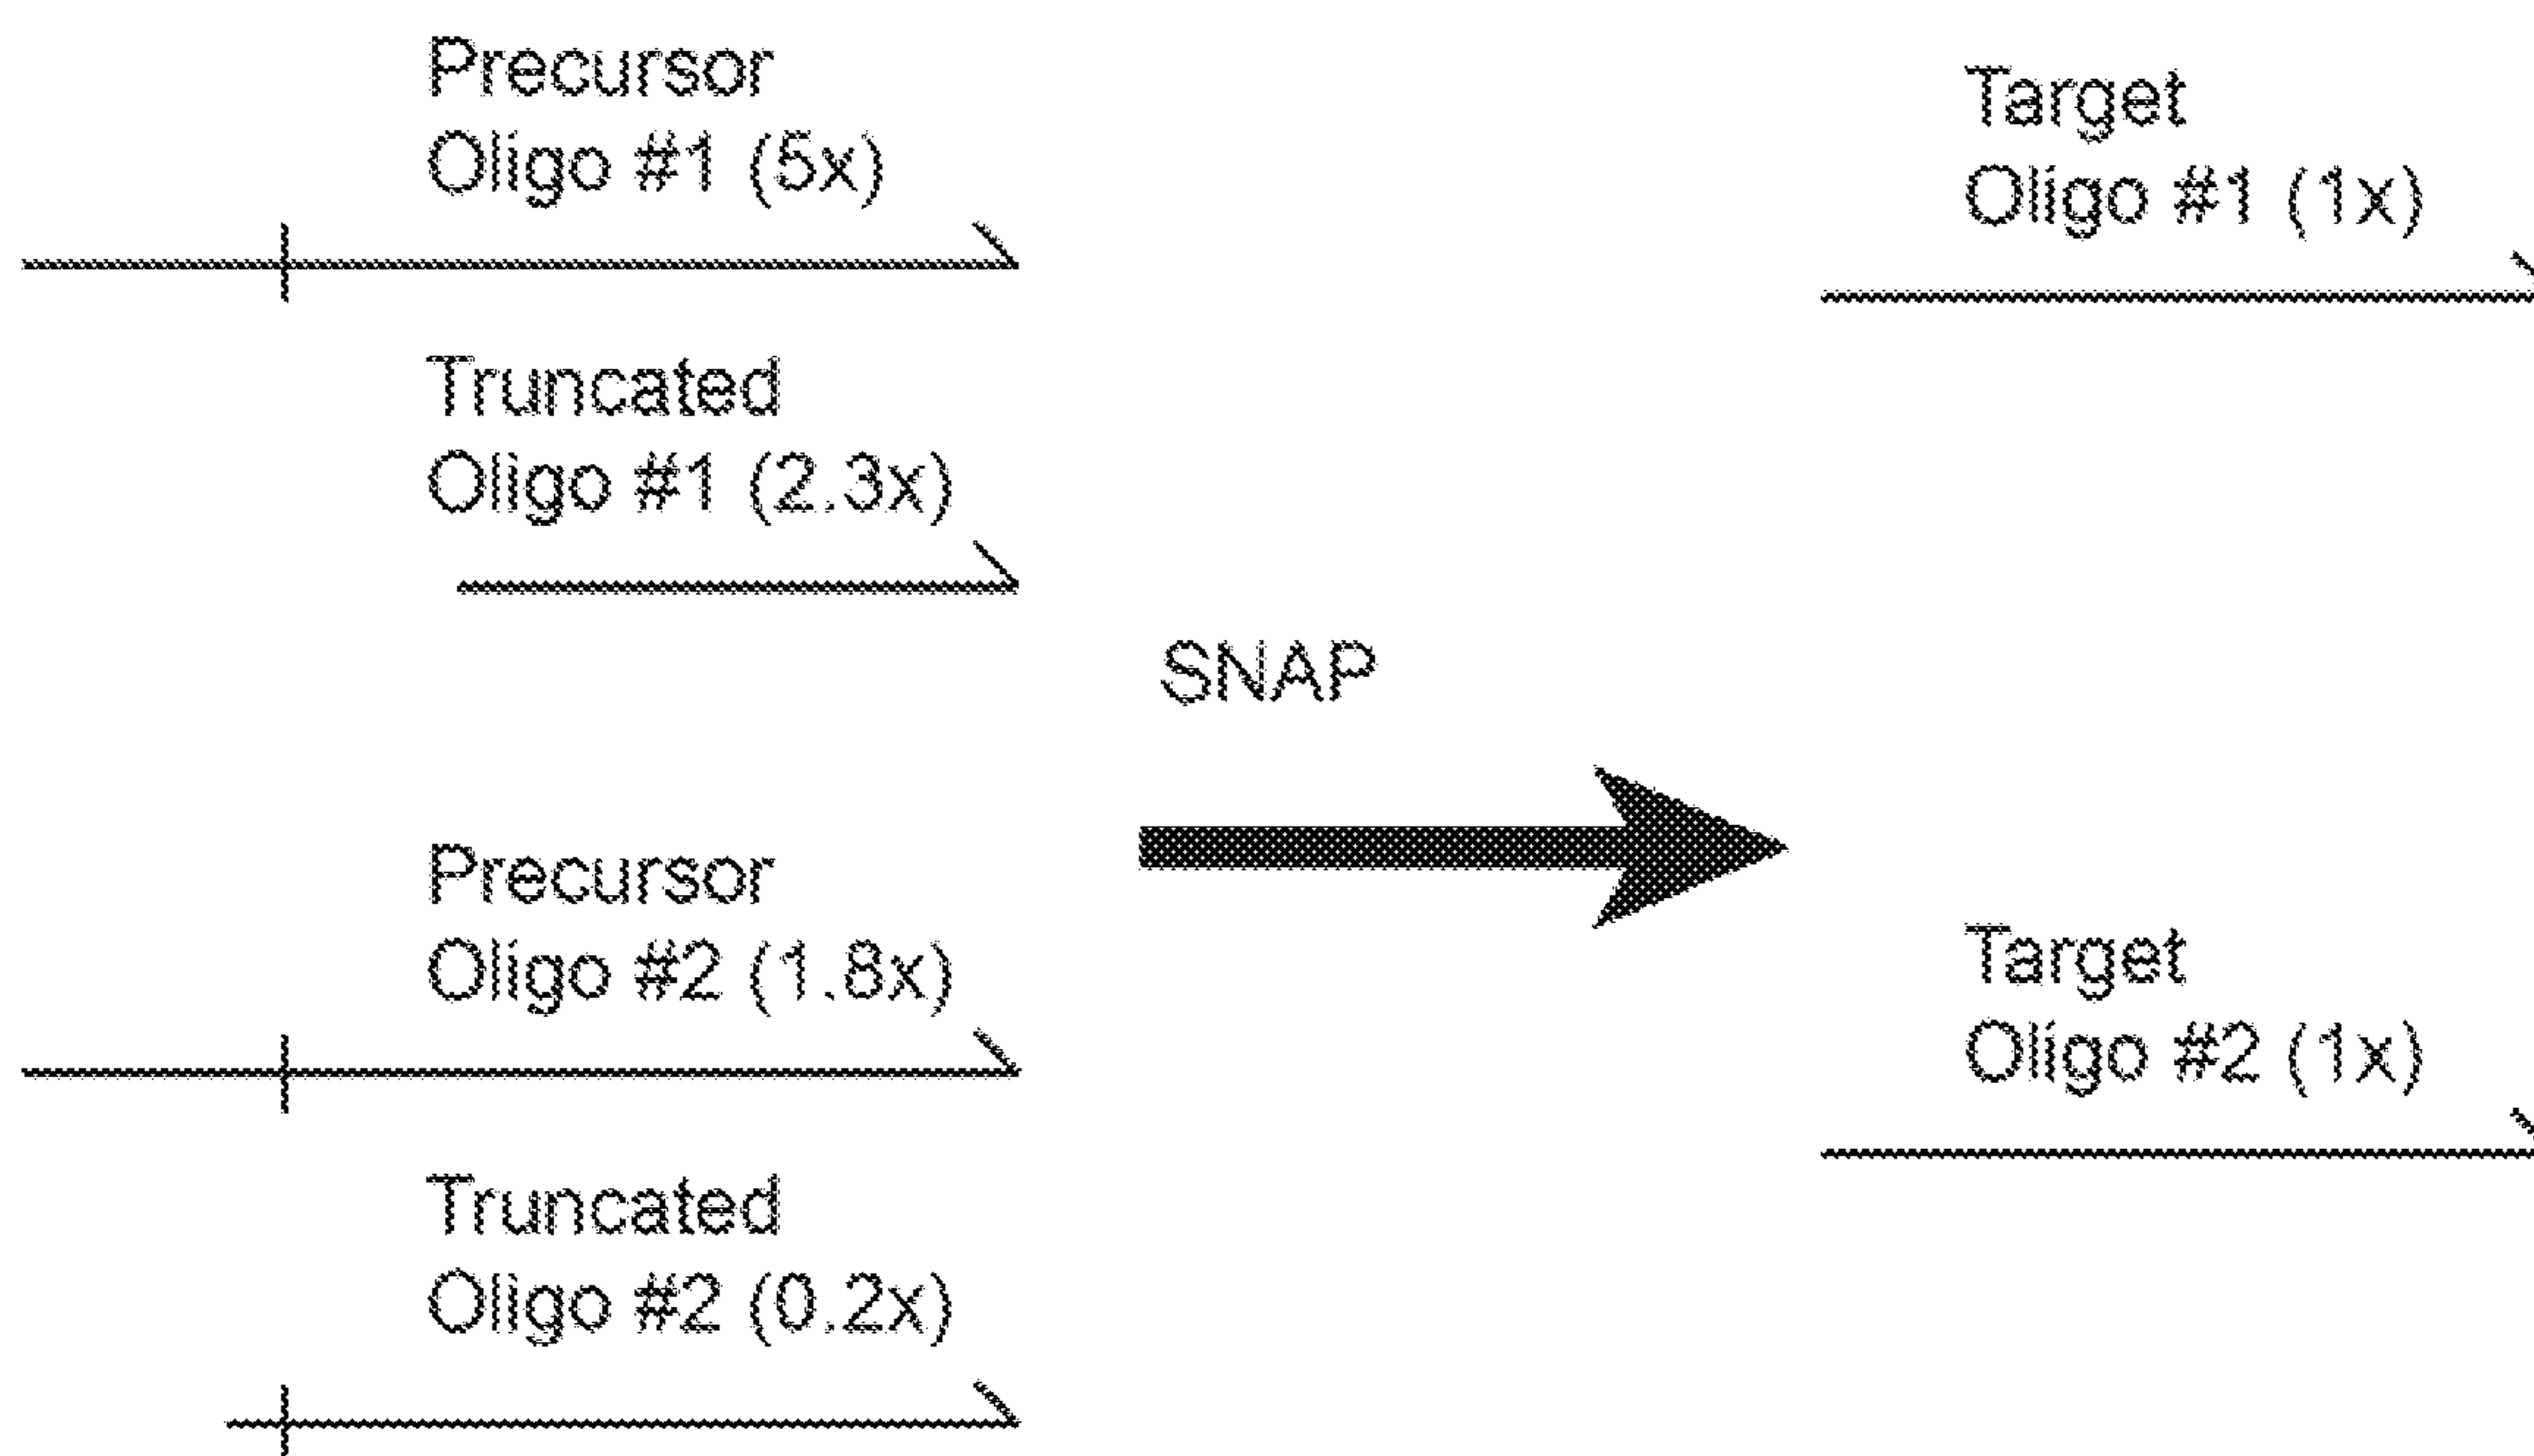 Precursor
Oligo #1 (5x)
Target
Oligo #1 (1x)
Truncated
Oligo #1 (2.3x)
SNAP
Precursor
Oligo #2 (1.8x)
Target
Oligo #2 (1x)
Truncated
Oligo #2 (0.2x)